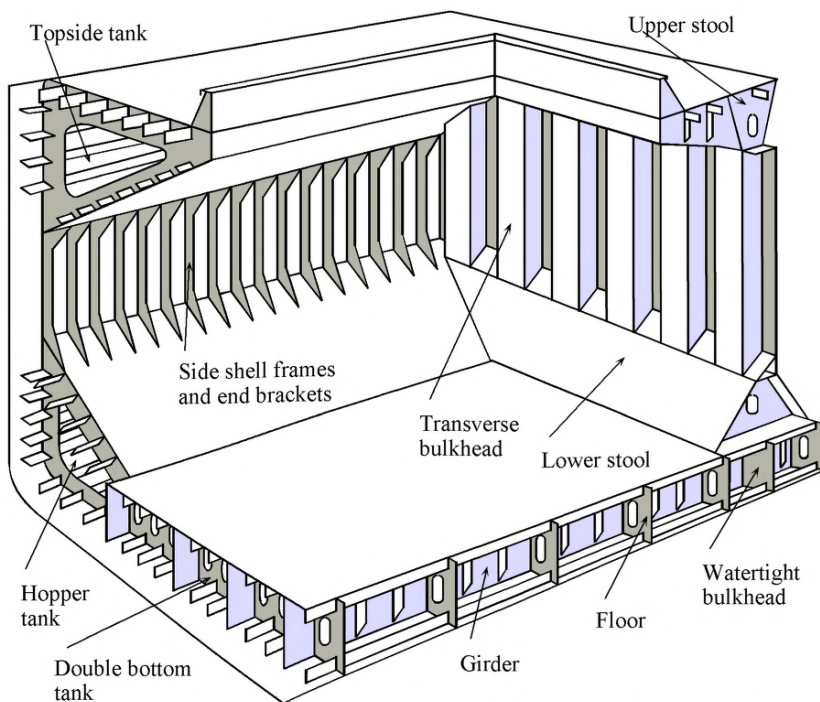 Topside tank
Upper stool
Side shell frames
and end brackets
Transverse
bulkhead
Lower stool
Hopper
tank
Double bottom
tank
Girder
Floor
Watertight
bulkhead